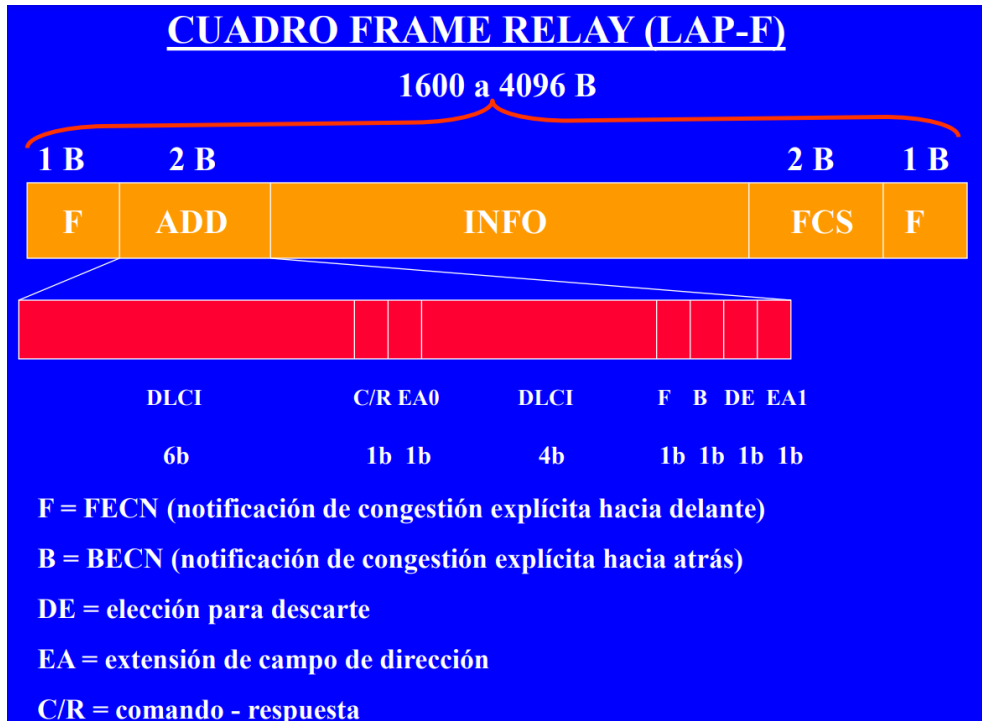 CUADRO FRAME RELAY (LAP-F)
1600 a 4096 B
1 B 2 B 2 B 1 B
F ADD INFO FCS F
DLCI C/R EA0 DLCI F B DE EA1
6b 1b 1b 4b 1b 1b 1b 1b
F = FECN (notificación de congestión explícita hacia delante)
B = BECN (notificación de congestión explícita hacia atrás)
DE = elección para descarte
EA = extensión de campo de dirección
C/R = comando - respuesta